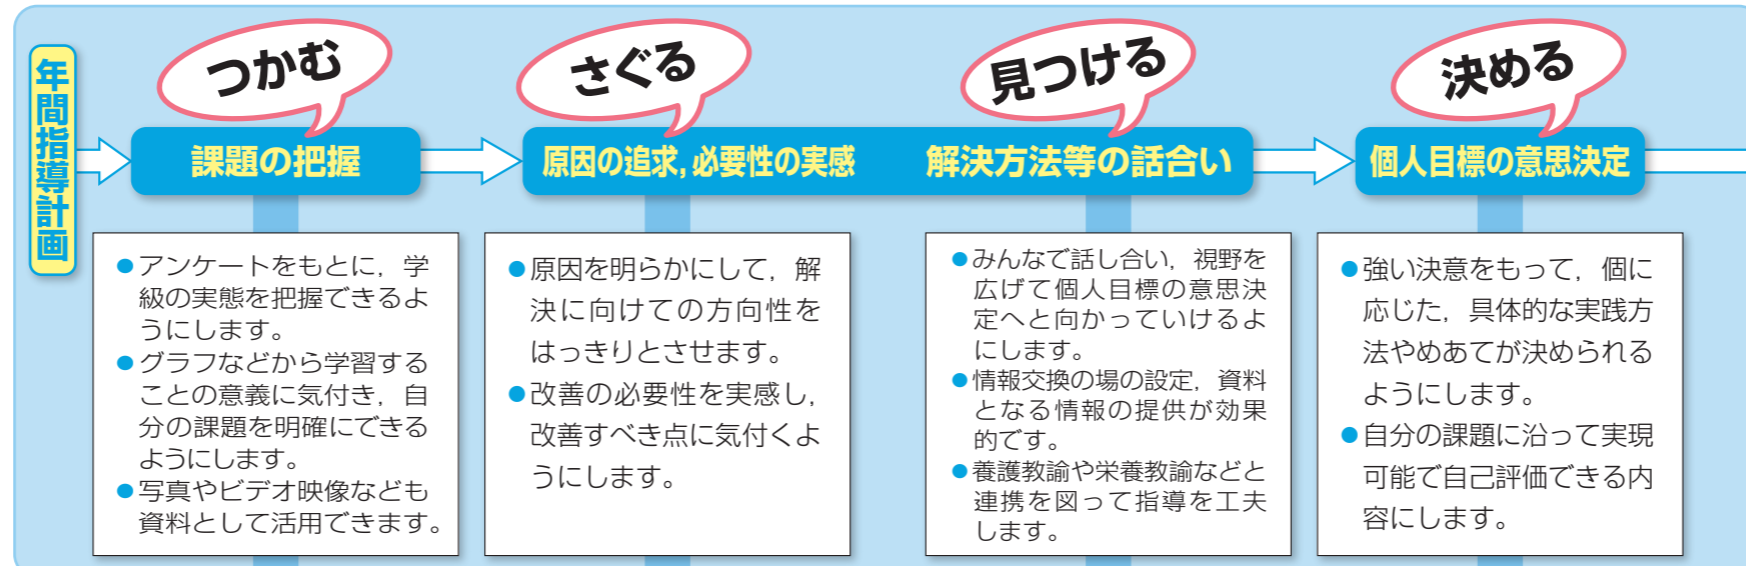 年間指導計画
つかむ
課題の把握
●アンケートをもとに，学
級の実態を把握できるよ
うにします。
●グラフなどから学習する
ことの意義に気付き，自
分の課題を明確にできる
ようにします。
●写真やビデオ映像なども
資料として活用できます。
さぐる
原因の追求，必要性の実感
●原因を明らかにして，解
決に向けての方向性を
はっきりとさせます。
●改善の必要性を実感し，
改善すべき点に気付くよ
うにします。
見つける
解決方法等の話合い
●みんなで話し合い，視野を
広げて個人目標の意思決
定へと向かっていけるよ
にします。
●情報交換の場の設定，資料
となる情報の提供が効果
的です。
●養護教諭や栄養教諭などと
連携を図って指導を工夫
します。
決める
個人目標の意思決定
●強い決意をもって，個に
応じた，具体的な実践方
法やめあてが決められる
ようにします。
●自分の課題に沿って実現
可能で自己評価できる内
容にします。